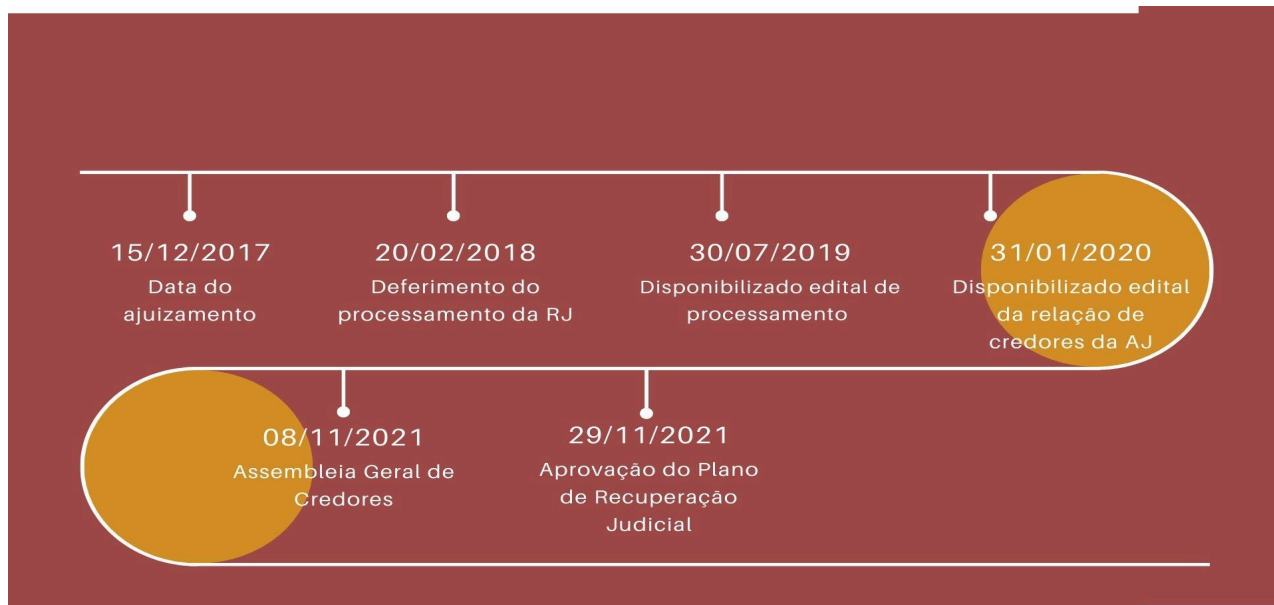 15/12/2017
Data do
ajuizamento
20/02/2018
Deferimento do
processamento da RJ
30/07/2019
Disponibilizado edital de
processamento
31/01/2020
Disponibilizado edital
da relação de
credores da AJ
08/11/2021
Assembleia Geral de
Credores
29/11/2021
Aprovação do Plano
de Recuperação
Judicial